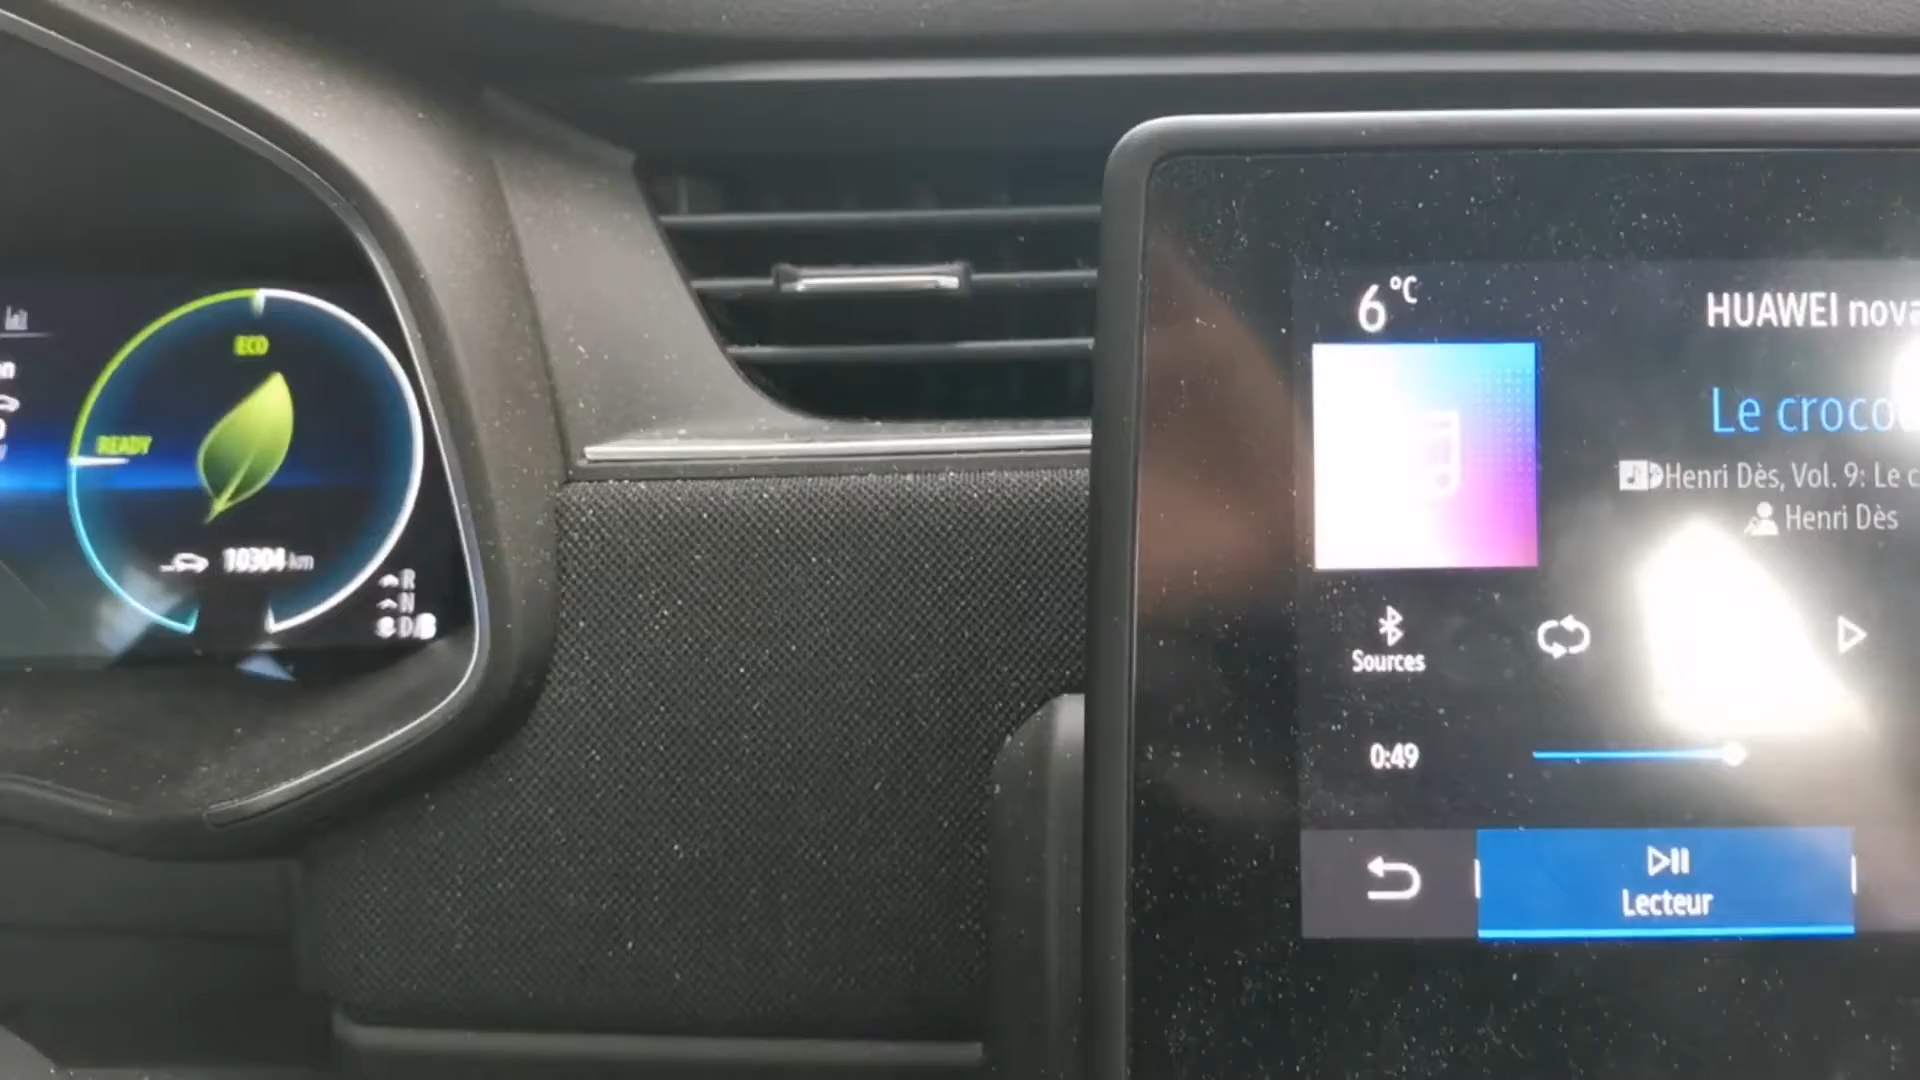 ECO
READY
10304 km
R
N
D/B
6 °C
HUAWEI nova
Le croco
Henri Dès, Vol. 9: Le c
Henri Dès
Sources
0:49
Lecteur